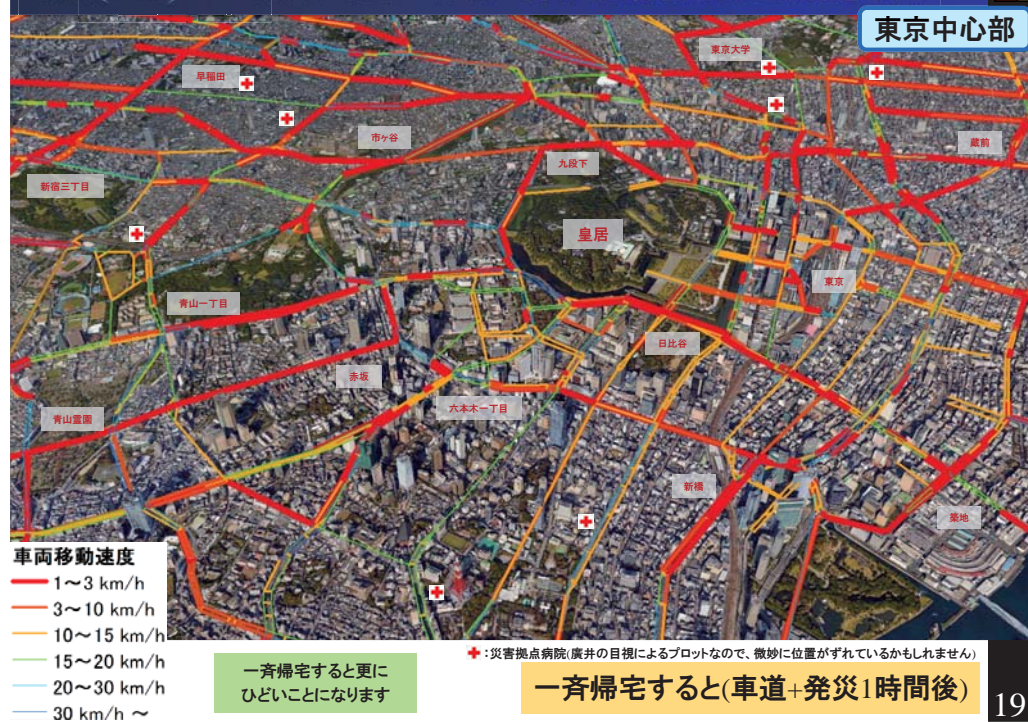 東京中心部
東京大学
早稲田
市ヶ谷
蔵前
九段下
新宿三丁目
皇居
東京
青山一丁目
日比谷
赤坂
六本木一丁目
青山霊園
新橋
築地
車両移動速度
1～3 km/h
3～10 km/h
10～15 km/h
15～20 km/h
20～30 km/h
30 km/h ～
一斉帰宅すると更に
ひどいことになります
:災害拠点病院(廣井の目視によるプロットなので、微妙に位置がずれているかもしれません)
一斉帰宅すると(車道+発災1時間後)
19